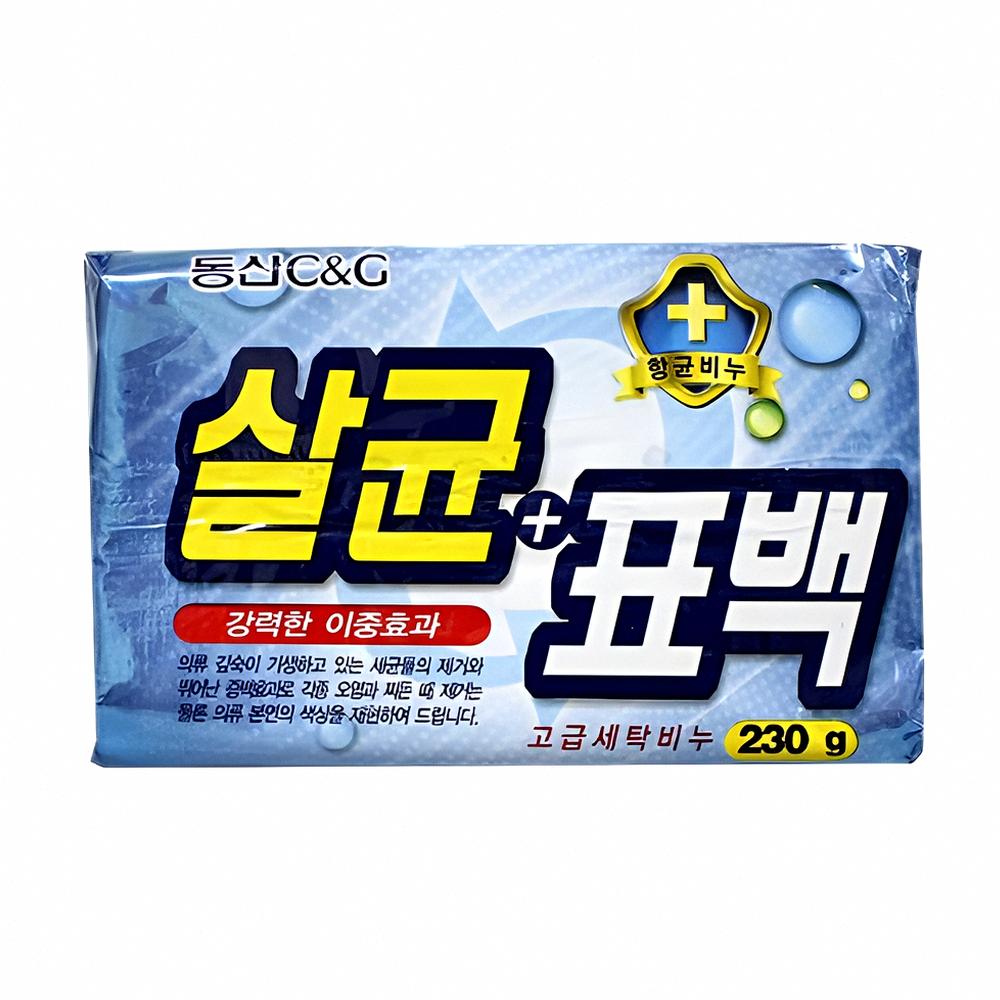 동산C&G
항균비누
살균
+
표백
강력한 이중효과
의류 깊숙이 기생하고 있는 세균들의 제거와
뛰어난 표백효과로 각종 오염과 찌든 때 제거는
물론 의류 본인의 색상을 재현하여 드립니다.
고급세탁비누 230 g